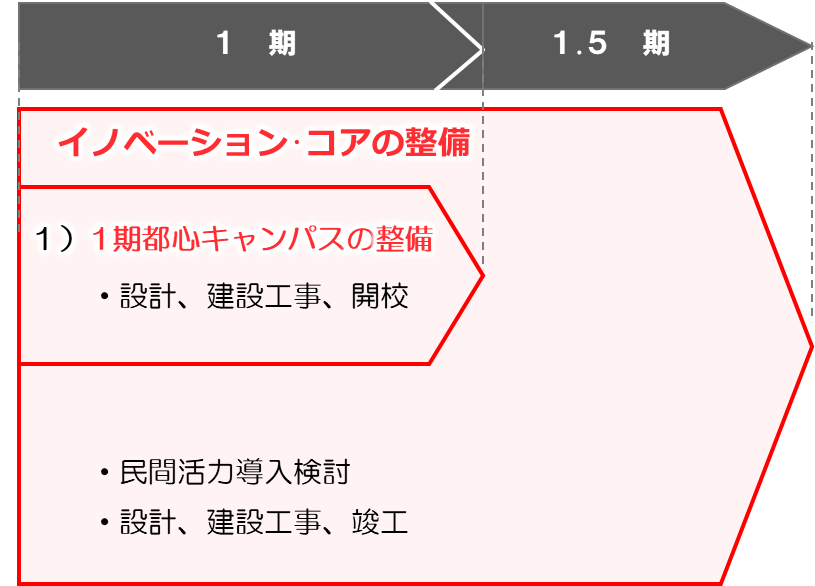 1 期
1.5 期
イノベーション・コアの整備
1）1期都心キャンパスの整備
・設計、建設工事、開校
・民間活力導入検討
・設計、建設工事、竣工